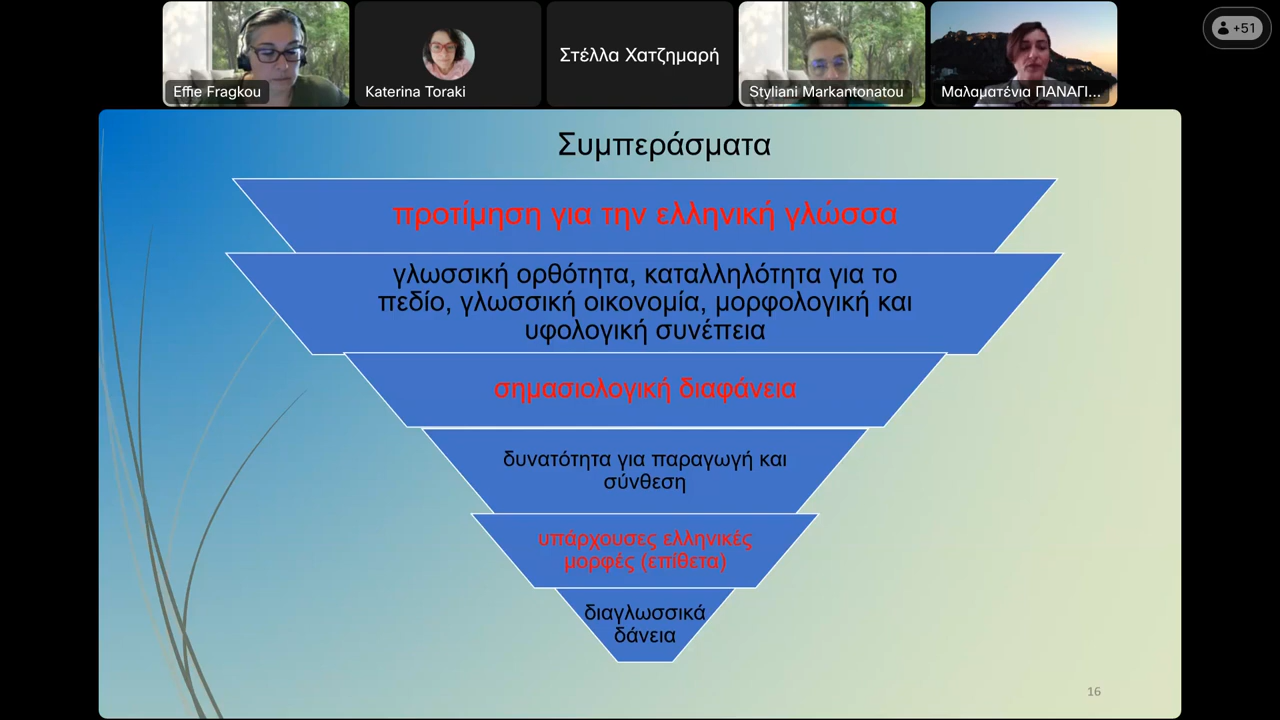 Effie Fragkou
Katerina Toraki
Στέλλα Χατζημαρή
Styliani Markantonatou
Μαλαματένια ΠΑΝΑΓΙ...
+51
Συμπεράσματα
προτίμηση για την ελληνική γλώσσα
γλωσσική ορθότητα, καταλληλότητα για το
πεδίο, γλωσσική οικονομία, μορφολογική και
υφολογική συνέπεια
σημασιολογική διαφάνεια
δυνατότητα για παραγωγή και
σύνθεση
υπάρχουσες ελληνικές
μορφές (επίθετα)
διαγλωσσικά
δάνεια
16